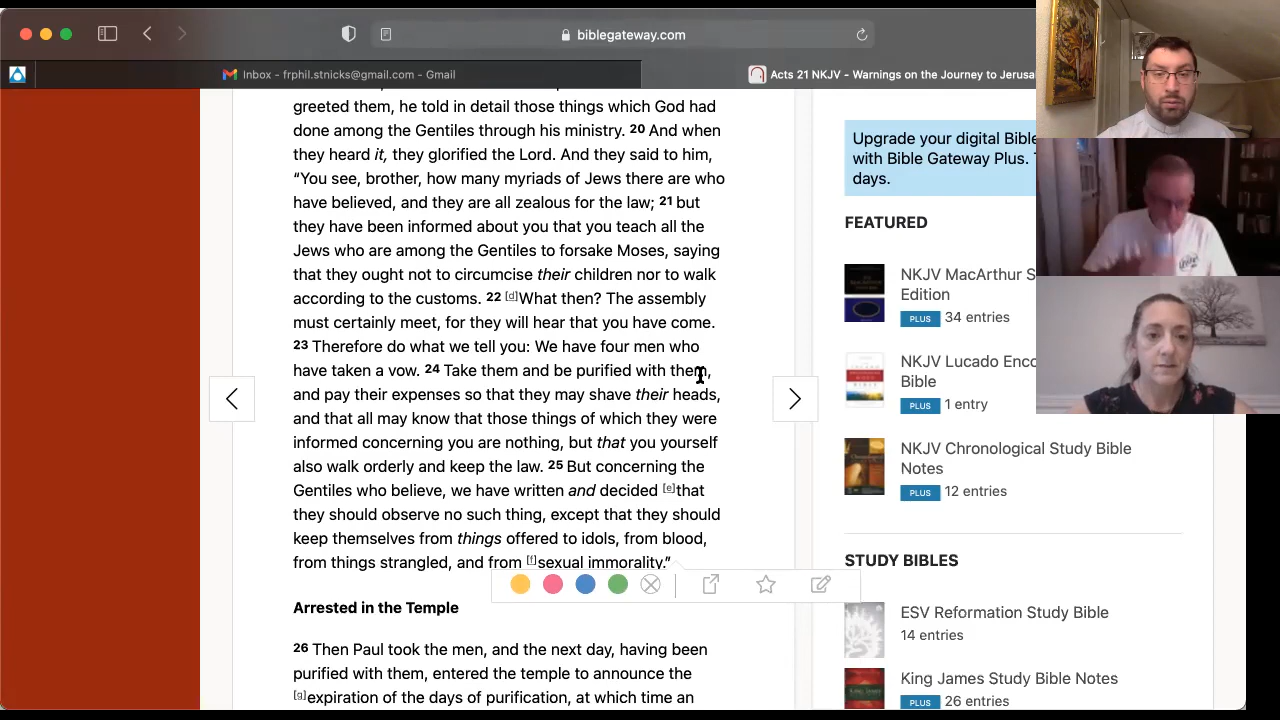 biblegateway.com
Inbox - frphil.stnicks@gmail.com - Gmail
Acts 21 NKJV - Warnings on the Journey to Jerusa
greeted them, he told in detail those things which God had
done among the Gentiles through his ministry. 20 And when
they heard it, they glorified the Lord. And they said to him,
“You see, brother, how many myriads of Jews there are who
have believed, and they are all zealous for the law; 21 but
they have been informed about you that you teach all the
Jews who are among the Gentiles to forsake Moses, saying
that they ought not to circumcise their children nor to walk
according to the customs. 22 [d]What then? The assembly
must certainly meet, for they will hear that you have come.
23 Therefore do what we tell you: We have four men who
have taken a vow. 24 Take them and be purified with them,
and pay their expenses so that they may shave their heads,
and that all may know that those things of which they were
informed concerning you are nothing, but that you yourself
also walk orderly and keep the law. 25 But concerning the
Gentiles who believe, we have written and decided [e]that
they should observe no such thing, except that they should
keep themselves from things offered to idols, from blood,
from things strangled, and from [f]sexual immorality.”
Arrested in the Temple
26 Then Paul took the men, and the next day, having been
purified with them, entered the temple to announce the
[g]expiration of the days of purification, at which time an
Upgrade your digital Bible
with Bible Gateway Plus.
days.
FEATURED
NKJV MacArthur S
Edition
PLUS 34 entries
NKJV Lucado Enco
Bible
PLUS 1 entry
NKJV Chronological Study Bible
Notes
PLUS 12 entries
STUDY BIBLES
ESV Reformation Study Bible
14 entries
King James Study Bible Notes
PLUS 26 entries